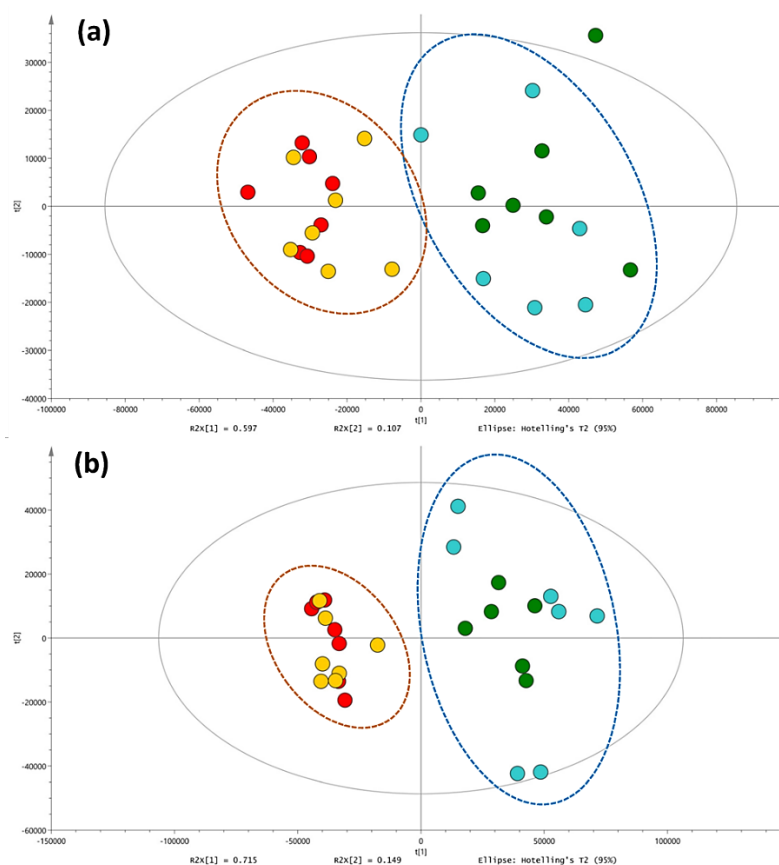 (a)
30000
20000
10000
t[2]
0
-10000
-20000
-30000
-40000
-100000 -80000 -60000 -40000 -20000 0 20000 40000 60000 80000
t[1]
R2X[1] = 0.597 R2X[2] = 0.107 Ellipse: Hotelling's T2 (95%)
(b)
40000
20000
t[2]
0
-20000
-40000
-60000
-150000 -100000 -50000 0 50000 100000
t[1]
R2X[1] = 0.715 R2X[2] = 0.149 Ellipse: Hotelling's T2 (95%)